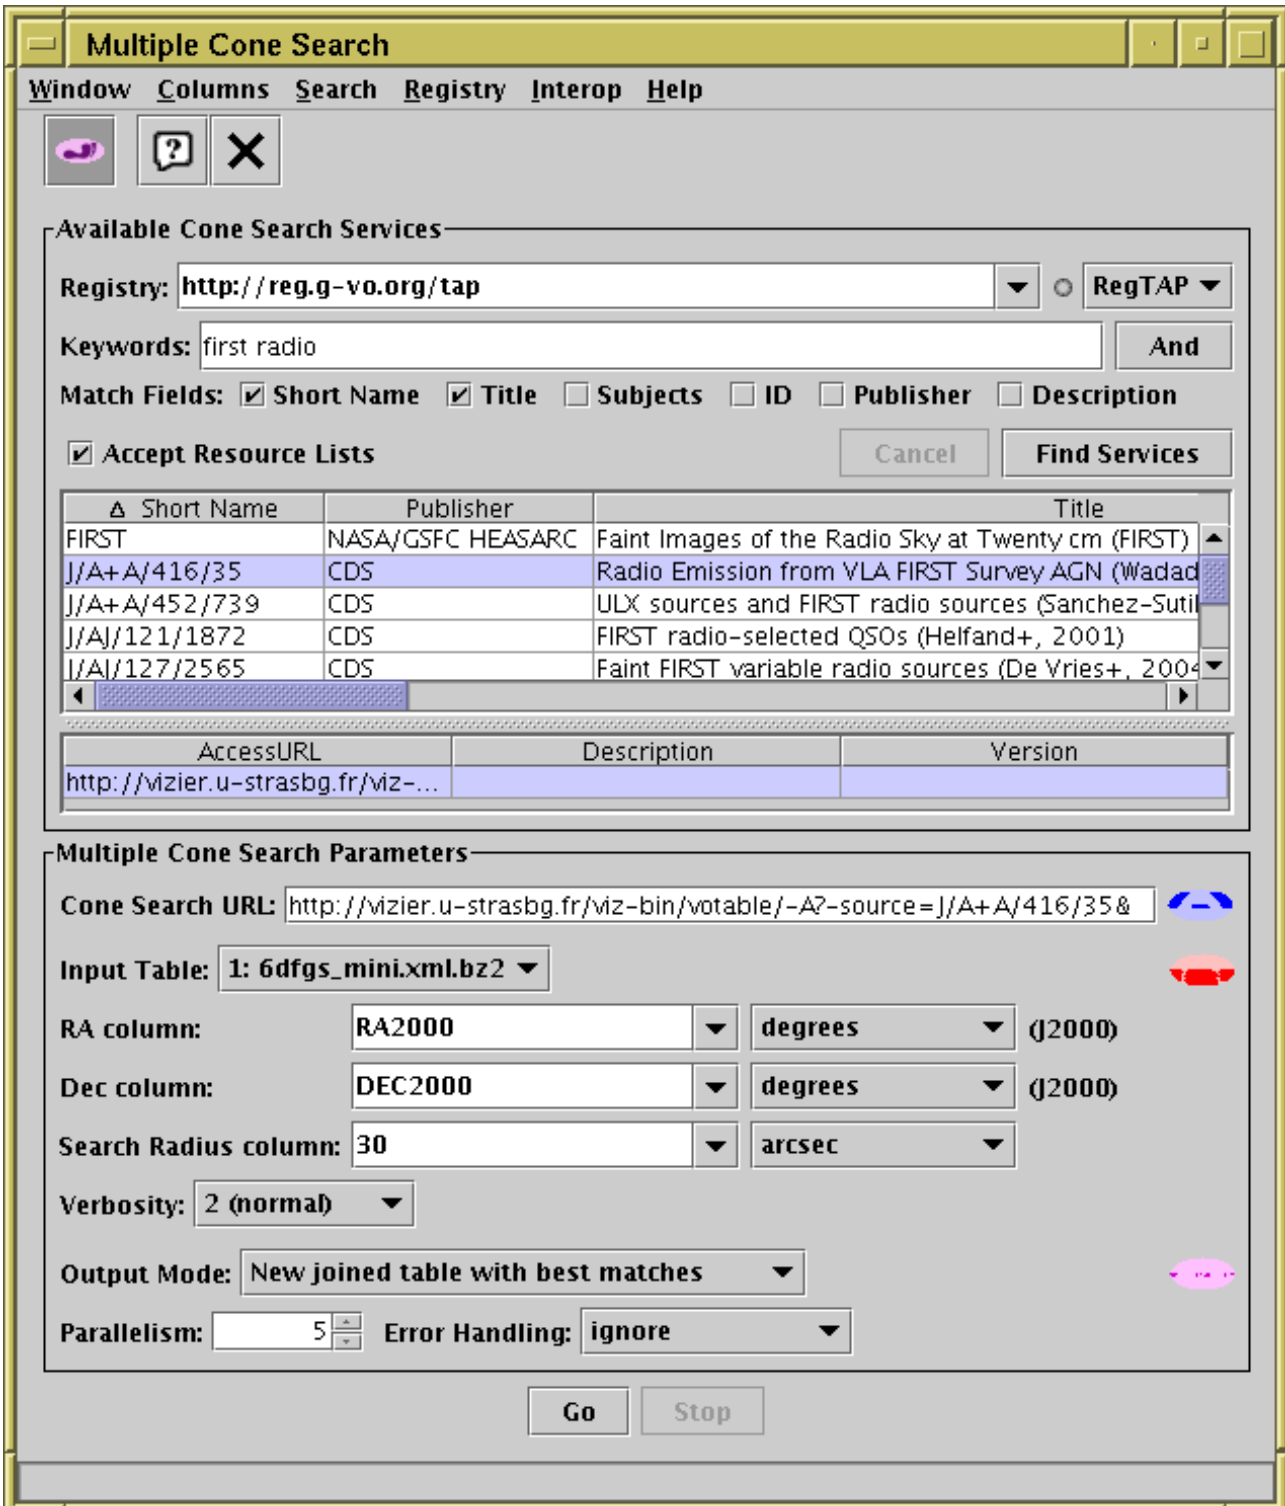 Multiple Cone Search
Window Columns Search Registry Interop Help
Available Cone Search Services
Registry: http://reg.g-vo.org/tap RegTAP
Keywords: first radio And
Match Fields: Short Name Title Subjects ID Publisher Description
Accept Resource Lists Cancel Find Services
Short Name Publisher Title
FIRST NASA/GSFC HEASARC Faint Images of the Radio Sky at Twenty cm (FIRST)
J/A+A/416/35 CDS Radio Emission from VLA FIRST Survey AGN (Wadad
J/A+A/452/739 CDS ULX sources and FIRST radio sources (Sanchez-Sutil
J/AJ/121/1872 CDS FIRST radio-selected QSOs (Helfand+, 2001)
J/AJ/127/2565 CDS Faint FIRST variable radio sources (De Vries+, 2004
AccessURL Description Version
http://vizier.u-strasbg.fr/viz-...
Multiple Cone Search Parameters
Cone Search URL: http://vizier.u-strasbg.fr/viz-bin/votable/-A?-source=J/A+A/416/35&
Input Table: 1: 6dfgs_mini.xml.bz2
RA column: RA2000 degrees (J2000)
Dec column: DEC2000 degrees (J2000)
Search Radius column: 30 arcsec
Verbosity: 2 (normal)
Output Mode: New joined table with best matches
Parallelism: 5 Error Handling: ignore
Go Stop